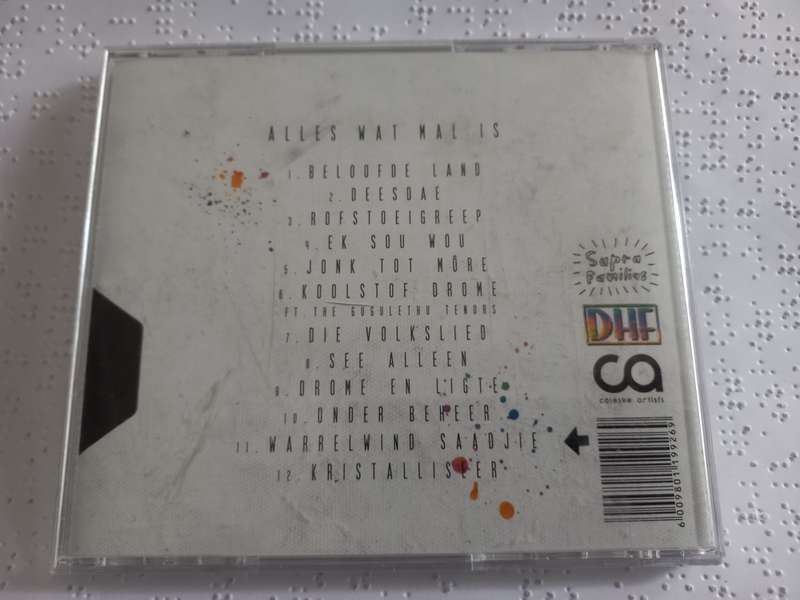 ALLES WAT MAL IS
1. BELOOFDE LAND
2. DEESDAE
3. ROFSTOEIGREEP
4. EK SOU WOU
5. JONK TOT MÔRE
6. KOOLSTOF DROME
FT. THE GUGULETHU TENORS
7. DIE VOLKSLIED
8. SEE ALLEEN
9. DROME EN LIGTE
10. ONDER BEHEER
11. WARRELWIND SAADJIE
12. KRISTALLISEER
Supra Familias
DHF
ca
coleske artists
6009801199269